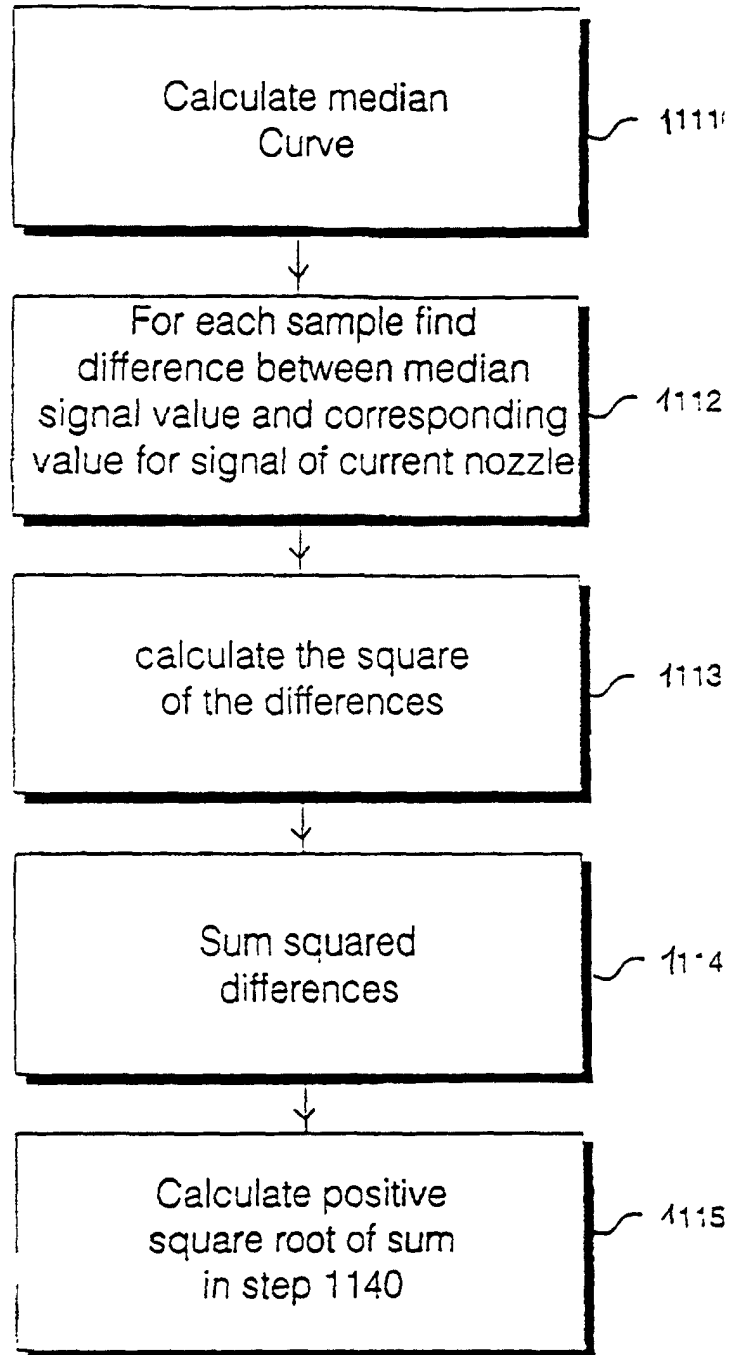 Calculate median
Curve
1111
For each sample find
difference between median
signal value and corresponding
value for signal of current nozzle
1112
calculate the square
of the differences
1113
Sum squared
differences
1114
Calculate positive
square root of sum
in step 1140
1115